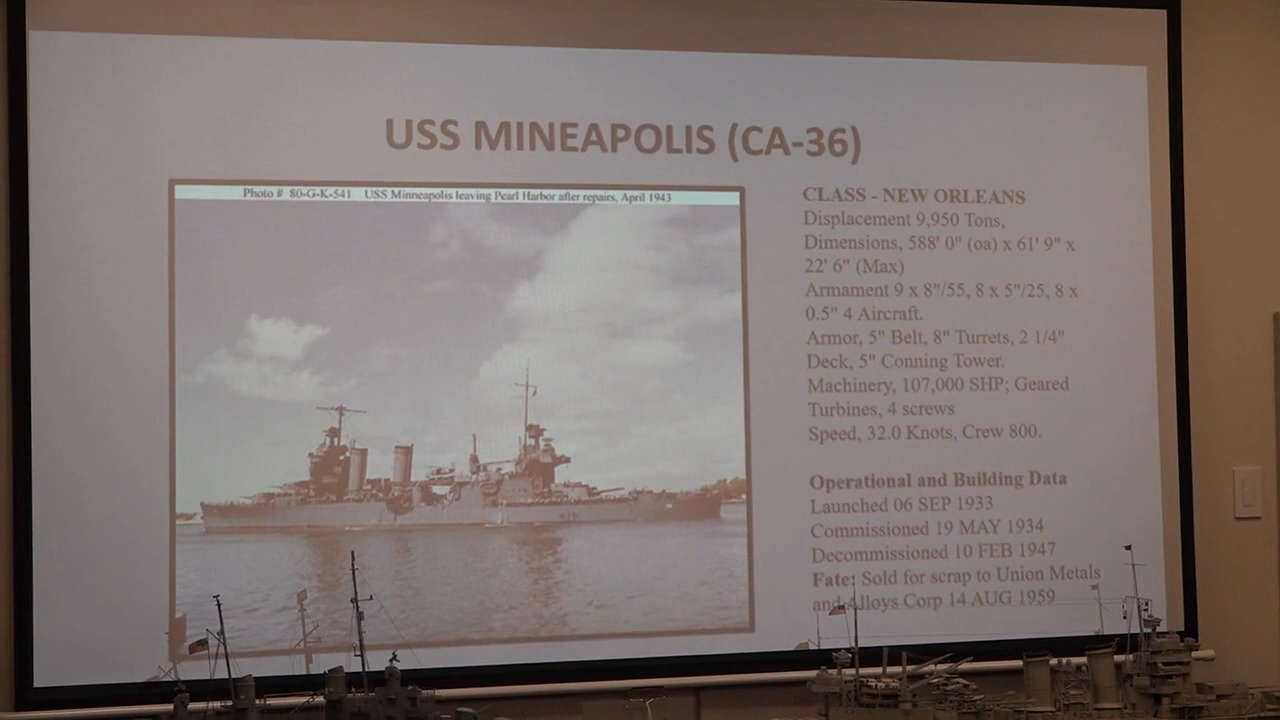 USS MINEAPOLIS (CA-36)
Photo # 80-G-K-541 USS Minneapolis leaving Pearl Harbor after repairs, April 1943
CLASS - NEW ORLEANS
Displacement 9,950 Tons,
Dimensions, 588' 0" (oa) x 61' 9" x
22' 6" (Max)
Armament 9 x 8"/55, 8 x 5"/25, 8 x
0.5" 4 Aircraft.
Armor, 5" Belt, 8" Turrets, 2 1/4"
Deck, 5" Conning Tower.
Machinery, 107,000 SHP; Geared
Turbines, 4 screws
Speed, 32.0 Knots, Crew 800.
Operational and Building Data
Launched 06 SEP 1933
Commissioned 19 MAY 1934
Decommissioned 10 FEB 1947
Fate: Sold for scrap to Union Metals
and Alloys Corp 14 AUG 1959